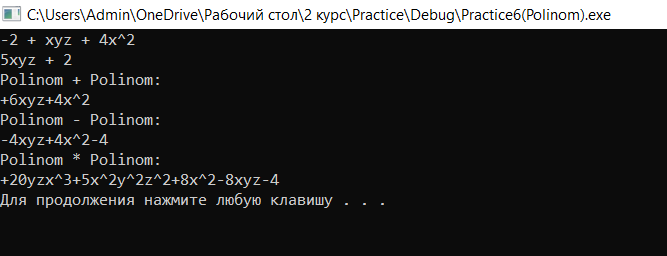 C:\Users\Admin\OneDrive\Рабочий стол\2 курс\Practice\Debug\Practice6(Polinom).exe
-2 + xyz + 4x^2
5xyz + 2
Polinom + Polinom:
+6xyz+4x^2
Polinom - Polinom:
-4xyz+4x^2-4
Polinom * Polinom:
+20yzx^3+5x^2y^2z^2+8x^2-8xyz-4
Для продолжения нажмите любую клавишу . . .